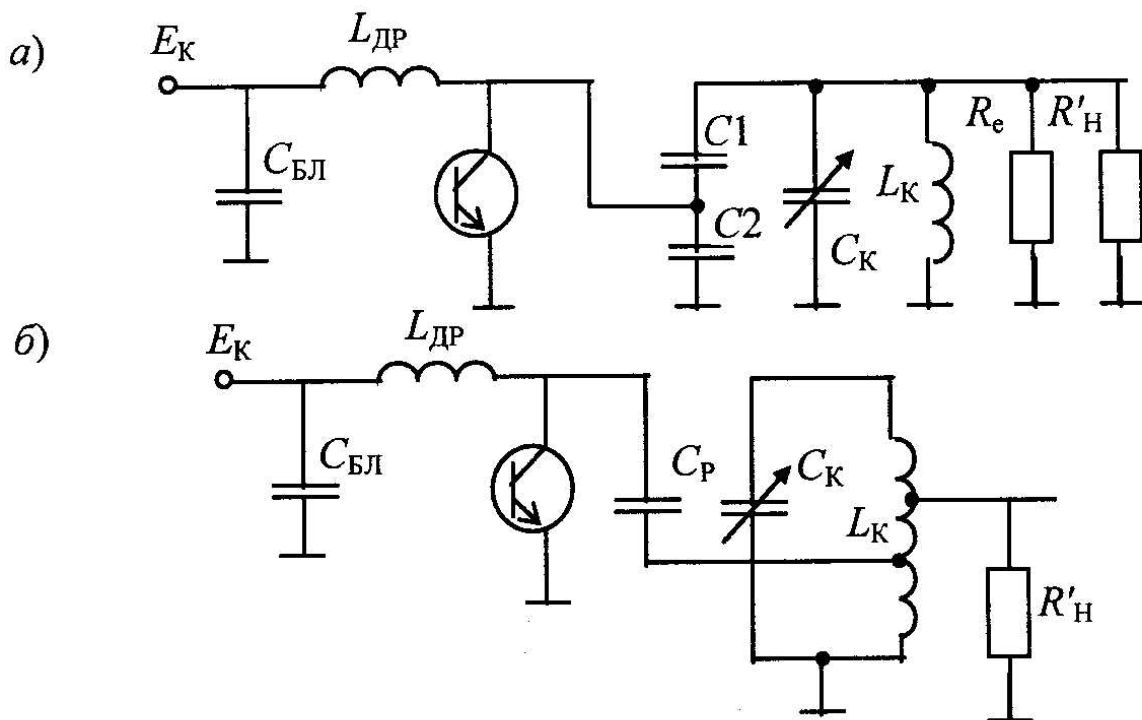 а)
E_К
L_ДР
C_БЛ
C1
C2
C_К
L_К
R_e
R'_Н
б)
E_К
L_ДР
C_БЛ
C_Р
C_К
L_К
R'_Н